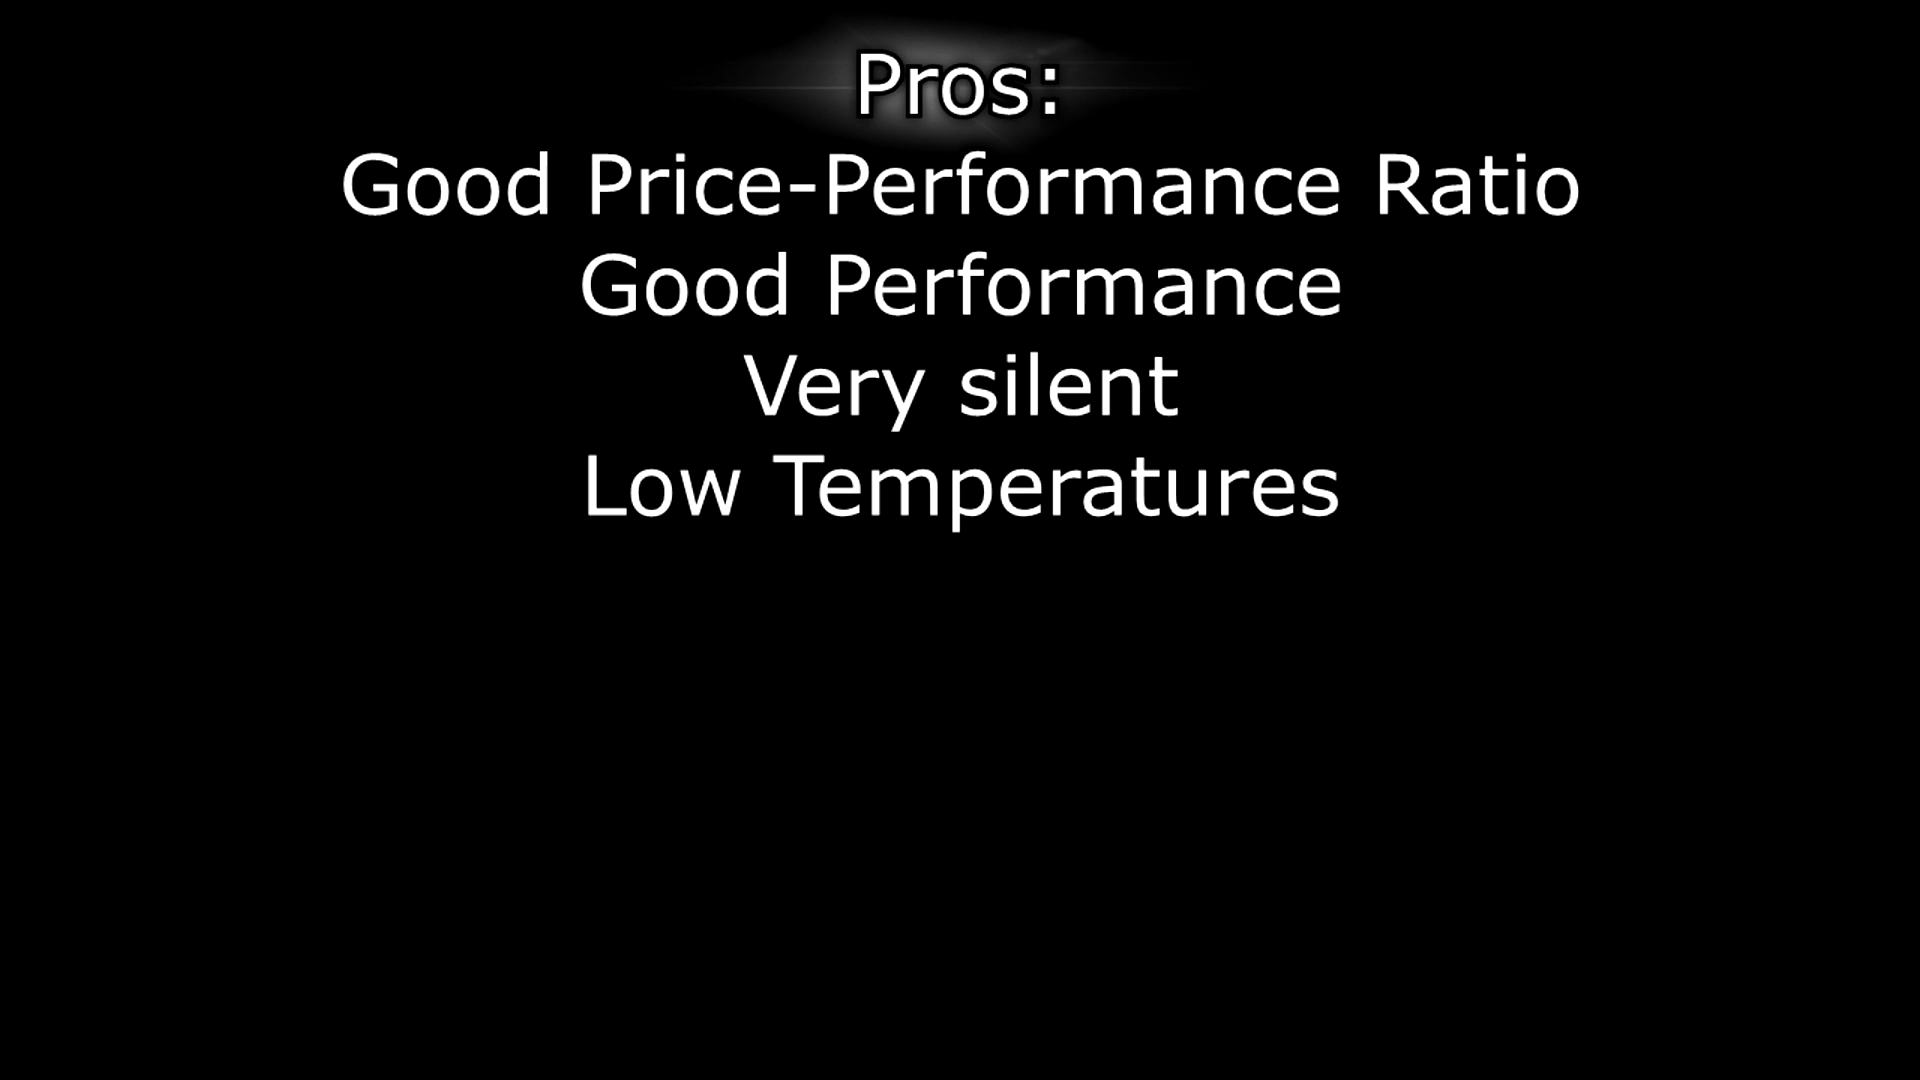 Pros:
Good Price-Performance Ratio
Good Performance
Very silent
Low Temperatures